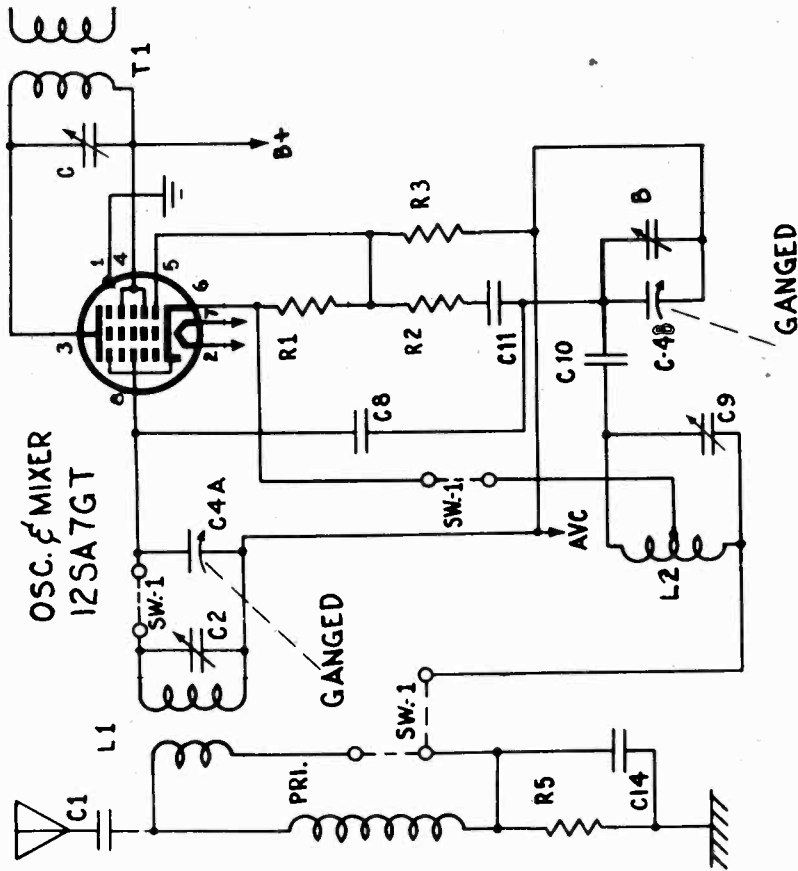 OSC. & MIXER
12SA7GT
C1
L1
PRI.
SW.-1
R5
C14
C2
SW.-1
C4A
GANGED
8
3
1
4
5
6
7
2
C
T1
B+
R1
R2
R3
C8
C11
SW.-1
AVC
L2
C10
C9
C-4B
B
GANGED